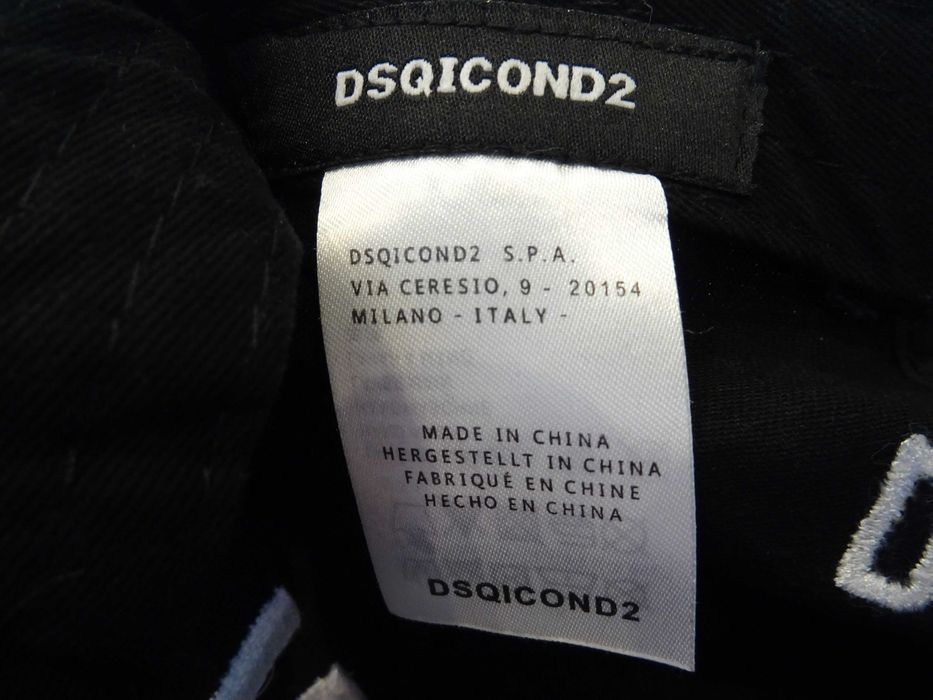 DSQICOND2
DSQICOND2 S.P.A.
VIA CERESIO, 9 - 20154
MILANO - ITALY -
MADE IN CHINA
HERGESTELLT IN CHINA
FABRIQUÉ EN CHINE
HECHO EN CHINA
DSQICOND2